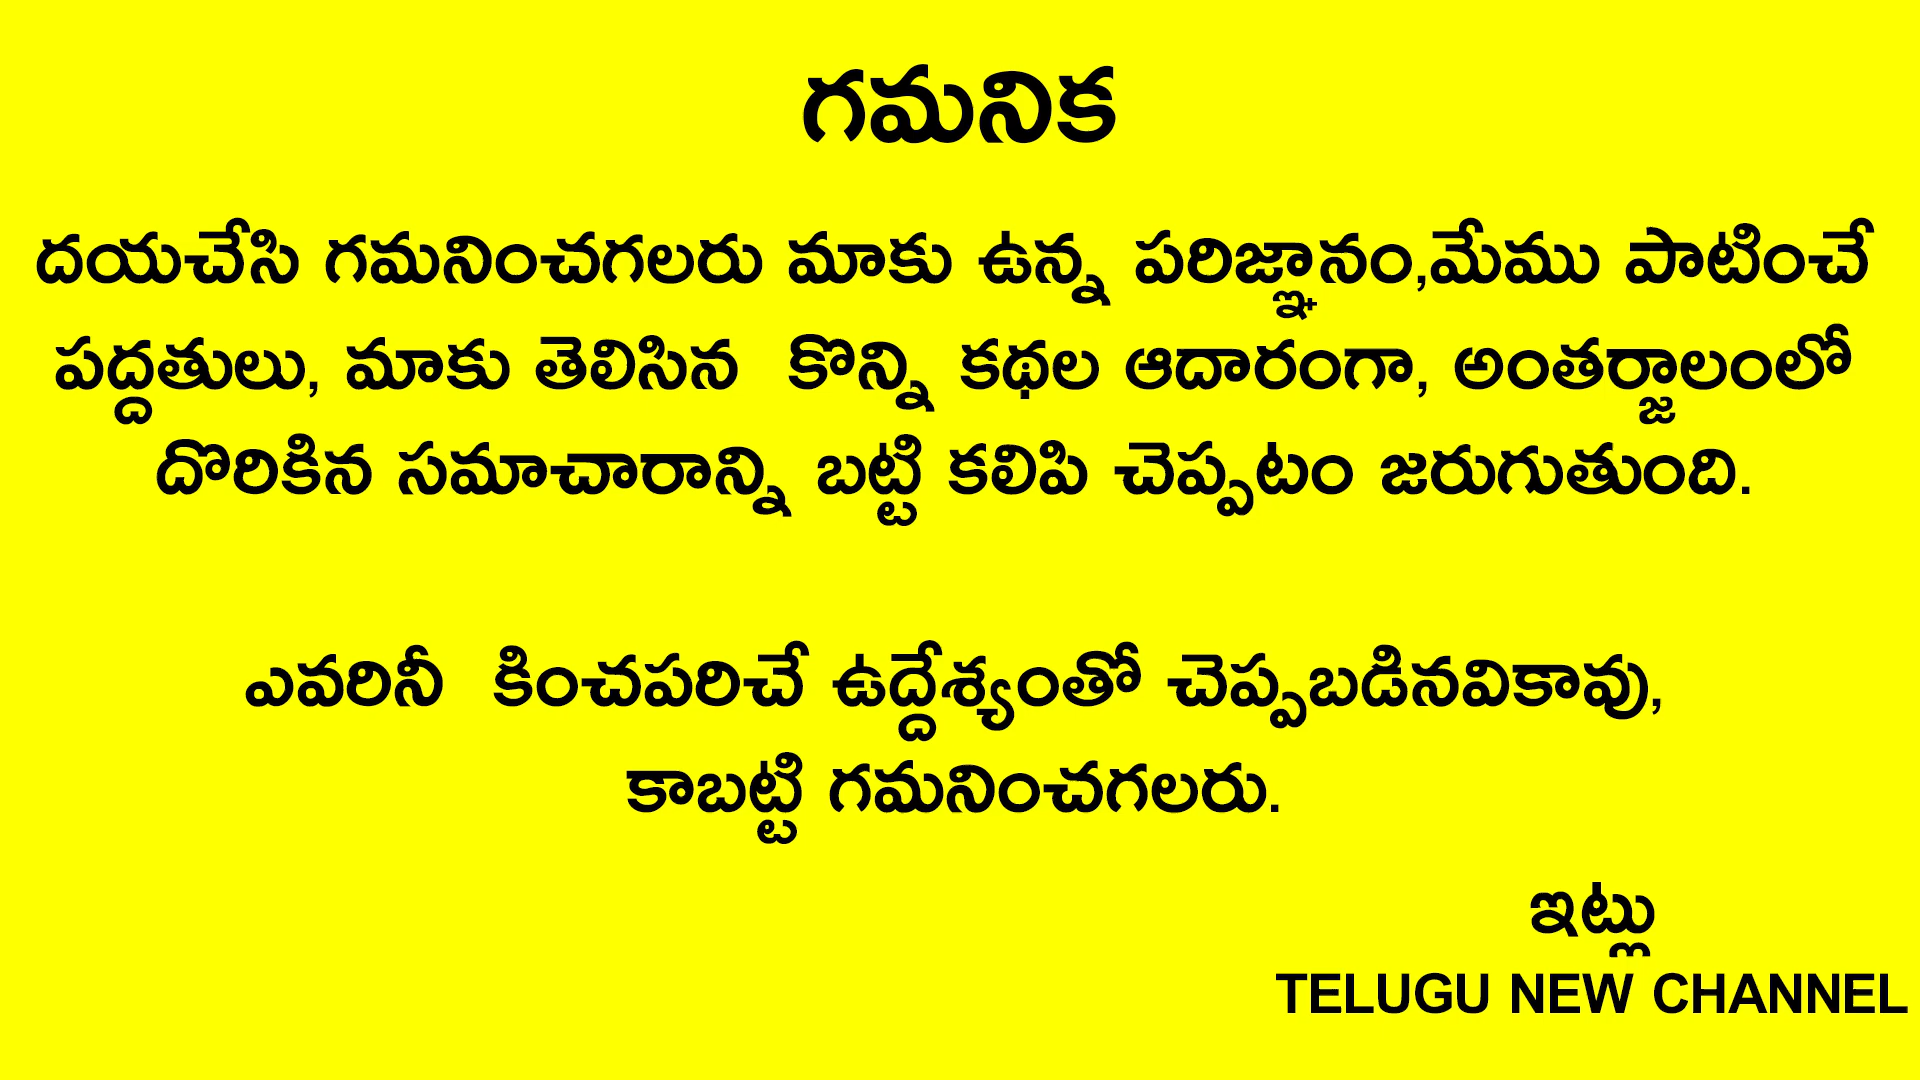 గమనిక
దయచేసి గమనించగలరు మాకు ఉన్న పరిజ్ఞానం,మేము పాటించే
పద్దతులు, మాకు తెలిసిన  కొన్ని కథల ఆదారంగా, అంతర్జాలంలో
దొరికిన సమాచారాన్ని బట్టి కలిపి చెప్పటం జరుగుతుంది.
ఎవరినీ  కించపరిచే ఉద్దేశ్యంతో చెప్పబడినవికావు,
కాబట్టి గమనించగలరు.
ఇట్లు
TELUGU NEW CHANNEL